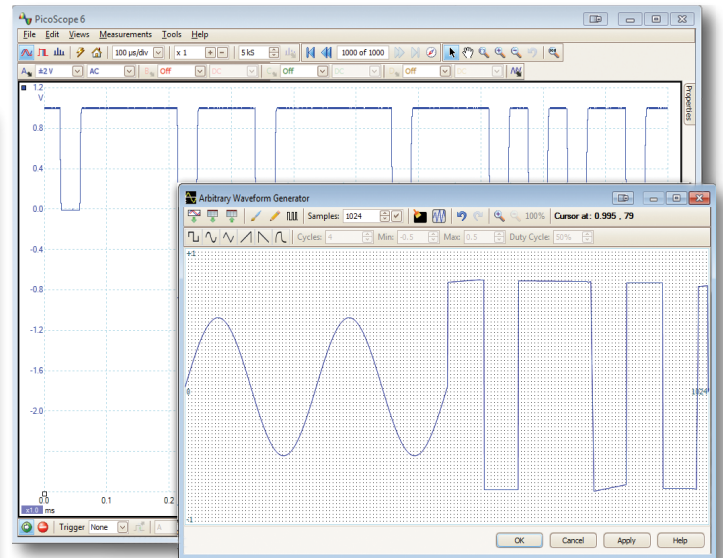 PicoScope 6
File Edit Views Measurements Tools Help
100 µs/div x 1 5 kS 1000 of 1000
A ±2 V AC Off DC Off DC Off DC
1.2
V
0.8
0.4
0.0
-0.4
-0.8
-1.2
-1.6
-2.0
0.0 0.1 0.2
x1.0 ms
Trigger None A
Properties
Arbitrary Waveform Generator
Samples: 1024 100% Cursor at: 0.995 , 79
Cycles: 4 Min: -0.5 Max: 0.5 Duty Cycle: 50%
+1
0 1024
-1
OK Cancel Apply Help